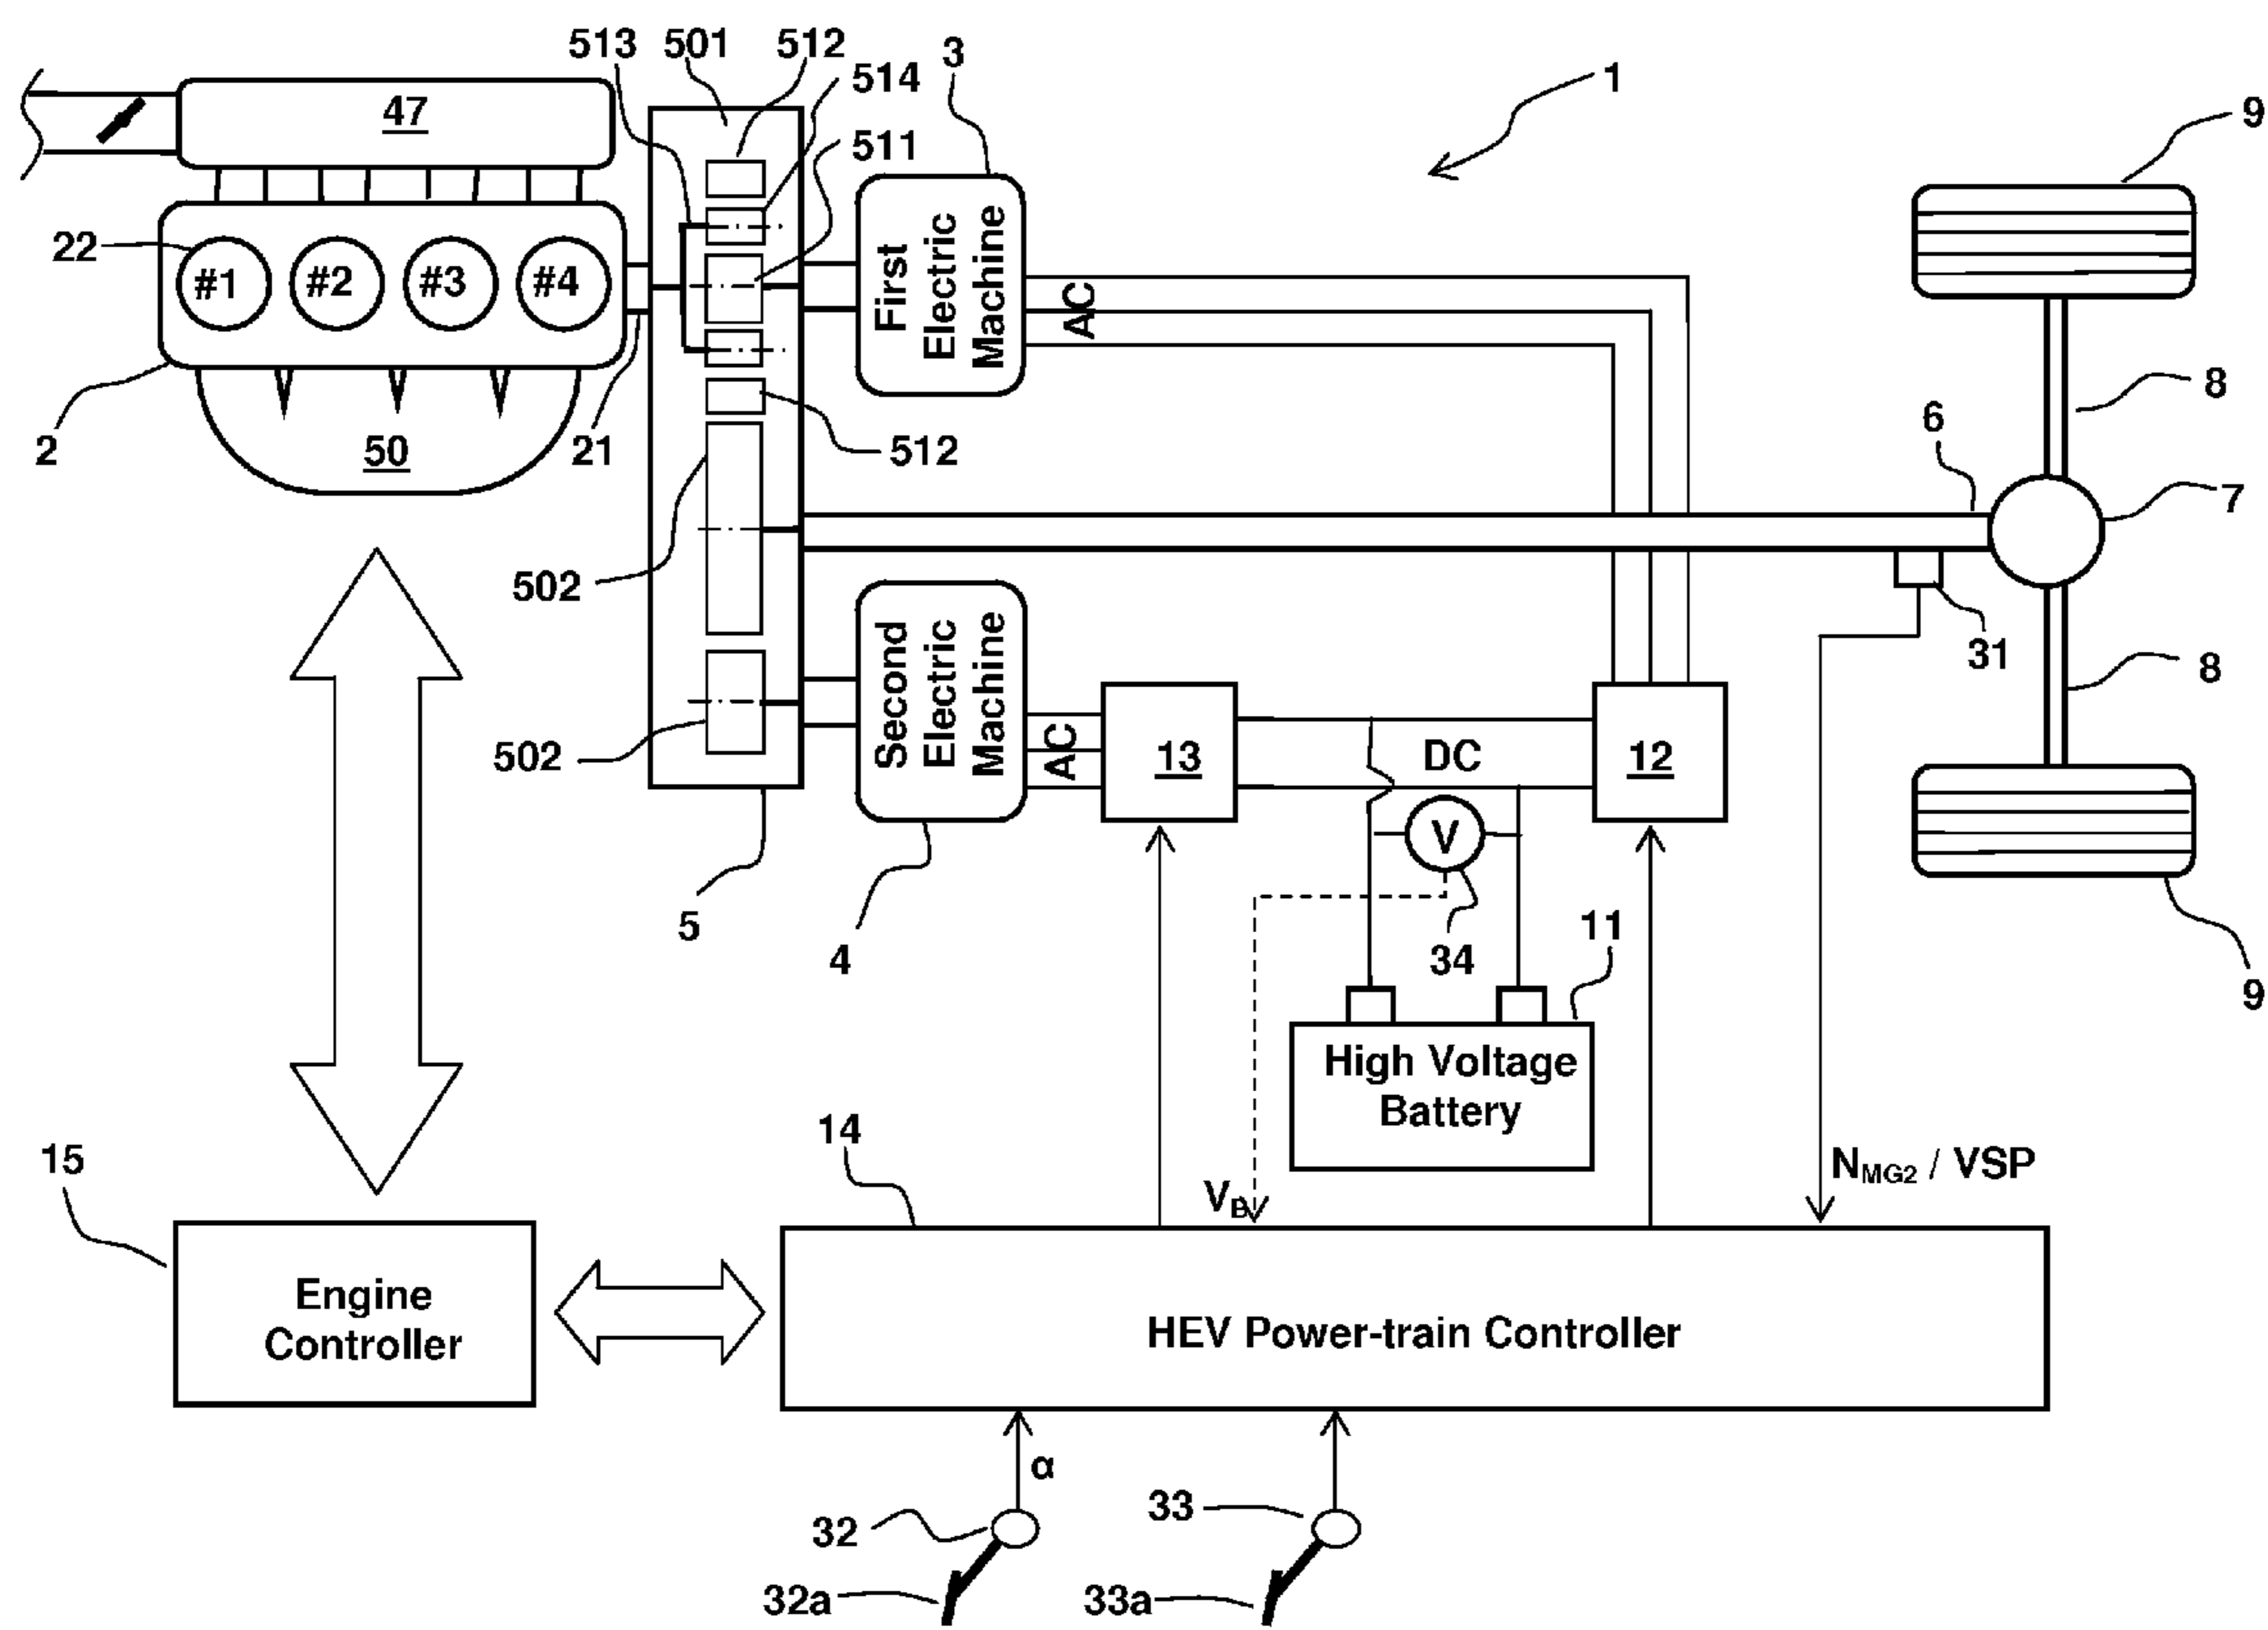 513 501 512
514
511
3
1
9
47
22
#1 #2 #3 #4
First
Electric
Machine
AC
8
6
2
50
21
512
7
502
31
8
Second
Electric
Machine
AC
13
DC
12
502
V
5
4
34
11
9
High Voltage
Battery
14
15
VB
NMG2 / VSP
Engine
Controller
HEV Power-train Controller
α
32
33
32a
33a